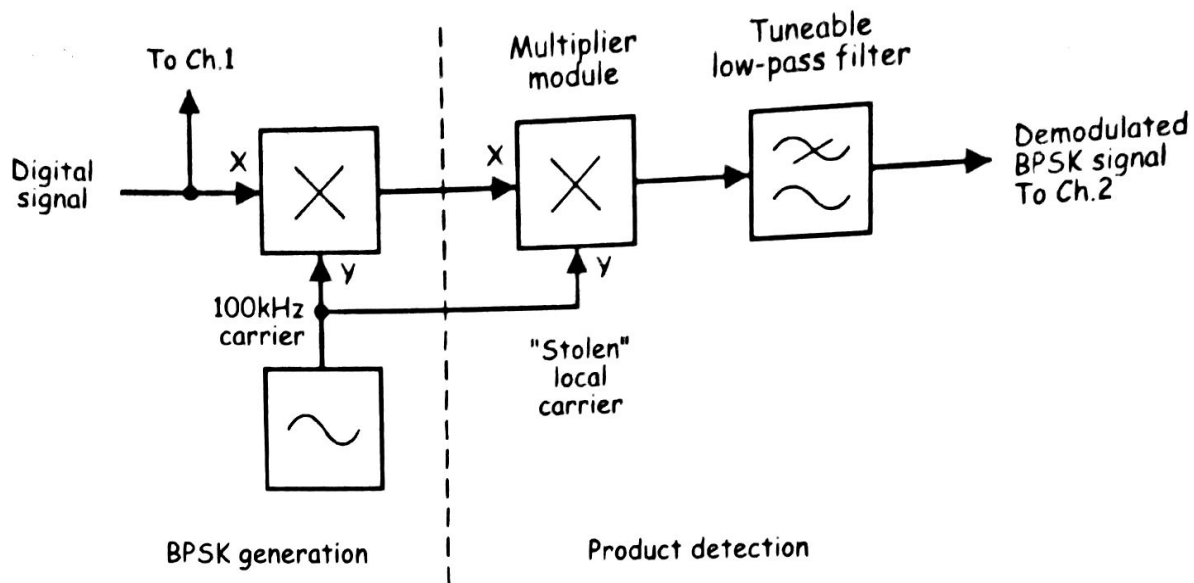 To Ch.1
Digital
signal
X
Y
100kHz
carrier
BPSK generation
Multiplier
module
X
Y
"Stolen"
local
carrier
Tuneable
low-pass filter
Demodulated
BPSK signal
To Ch.2
Product detection